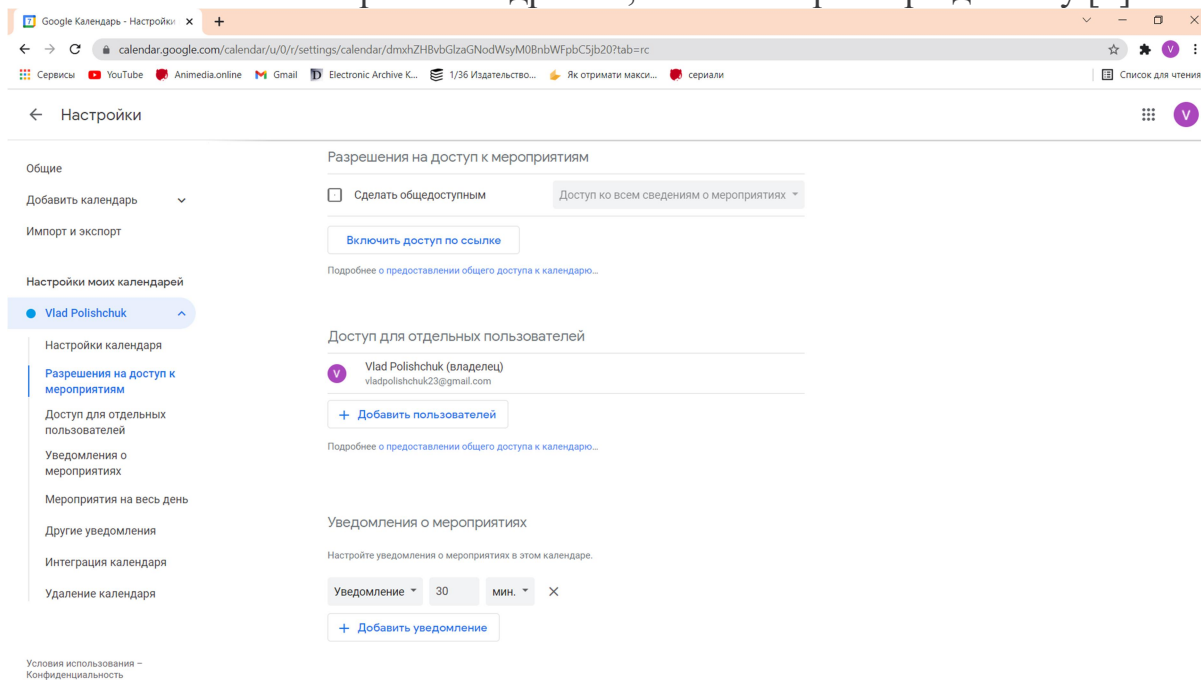 Google Календарь - Настройки
calendar.google.com/calendar/u/0/r/settings/calendar/dmxhZHBvbGlzaGNodWsyM0BnbWFpbC5jb20?tab=rc
Сервисы YouTube Animedia.online Gmail Electronic Archive K... 1/36 Издательство... Як отримати макси... сериали Список для чтения
Настройки
V
Общие
Добавить календарь
Импорт и экспорт
Настройки моих календарей
Vlad Polishchuk
Настройки календаря
Разрешения на доступ к
мероприятиям
Доступ для отдельных
пользователей
Уведомления о
мероприятиях
Мероприятия на весь день
Другие уведомления
Интеграция календаря
Удаление календаря
Условия использования –
Конфиденциальность
Разрешения на доступ к мероприятиям
Сделать общедоступным Доступ ко всем сведениям о мероприятиях
Включить доступ по ссылке
Подробнее о предоставлении общего доступа к календарю...
Доступ для отдельных пользователей
V Vlad Polishchuk (владелец)
vladpolishchuk23@gmail.com
+ Добавить пользователей
Подробнее о предоставлении общего доступа к календарю...
Уведомления о мероприятиях
Настройте уведомления о мероприятиях в этом календаре.
Уведомление 30 мин.
+ Добавить уведомление